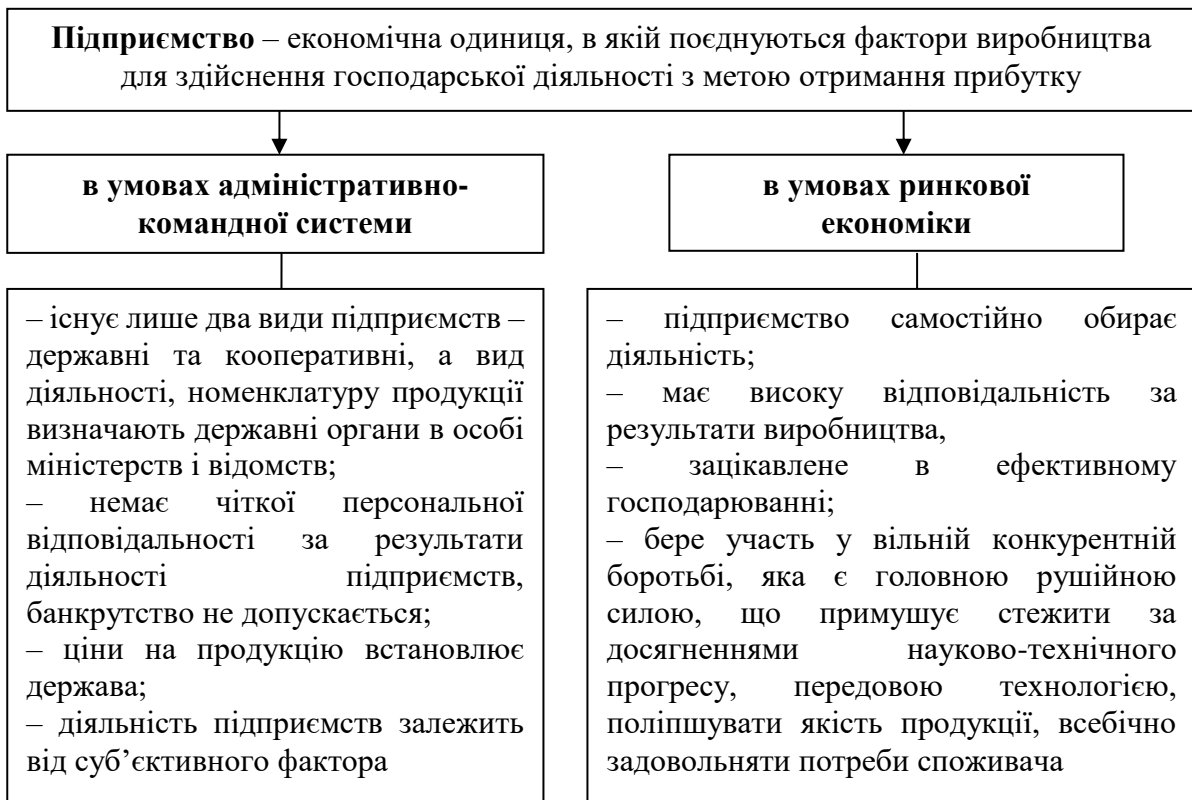 Підприємство – економічна одиниця, в якій поєднуються фактори виробництва
для здійснення господарської діяльності з метою отримання прибутку
в умовах адміністративно-
командної системи
в умовах ринкової
економіки
– існує лише два види підприємств –
державні та кооперативні, а вид
діяльності, номенклатуру продукції
визначають державні органи в особі
міністерств і відомств;
– немає чіткої персональної
відповідальності за результати
діяльності підприємств,
банкрутство не допускається;
– ціни на продукцію встановлює
держава;
– діяльність підприємств залежить
від суб’єктивного фактора
– підприємство самостійно обирає
діяльність;
– має високу відповідальність за
результати виробництва,
– зацікавлене в ефективному
господарюванні;
– бере участь у вільній конкурентній
боротьбі, яка є головною рушійною
силою, що примушує стежити за
досягненнями науково-технічного
прогресу, передовою технологією,
поліпшувати якість продукції, всебічно
задовольняти потреби споживача